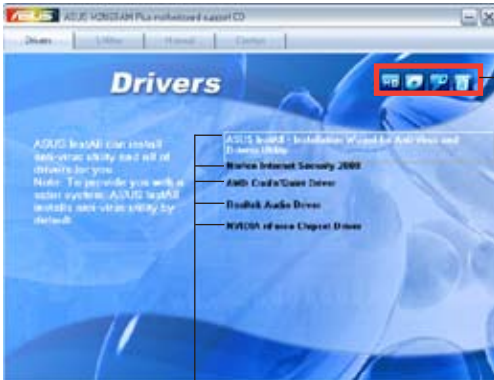 ASUS M2N68-AM Plus motherboard support CD
Drivers
Utilities
Manual
Contact
Drivers
ASUS InstAll can install
anti-virus utility and all of
drivers for you.
Note: To provide you with a
safer system, ASUS InstAll
installs anti-virus utility by
default.
ASUS InstAll - Installation Wizard for Anti-Virus and
Drivers Utility
Norton Internet Security 2008
AMD Cool'n'Quiet Driver
Realtek Audio Driver
NVIDIA nForce Chipset Driver